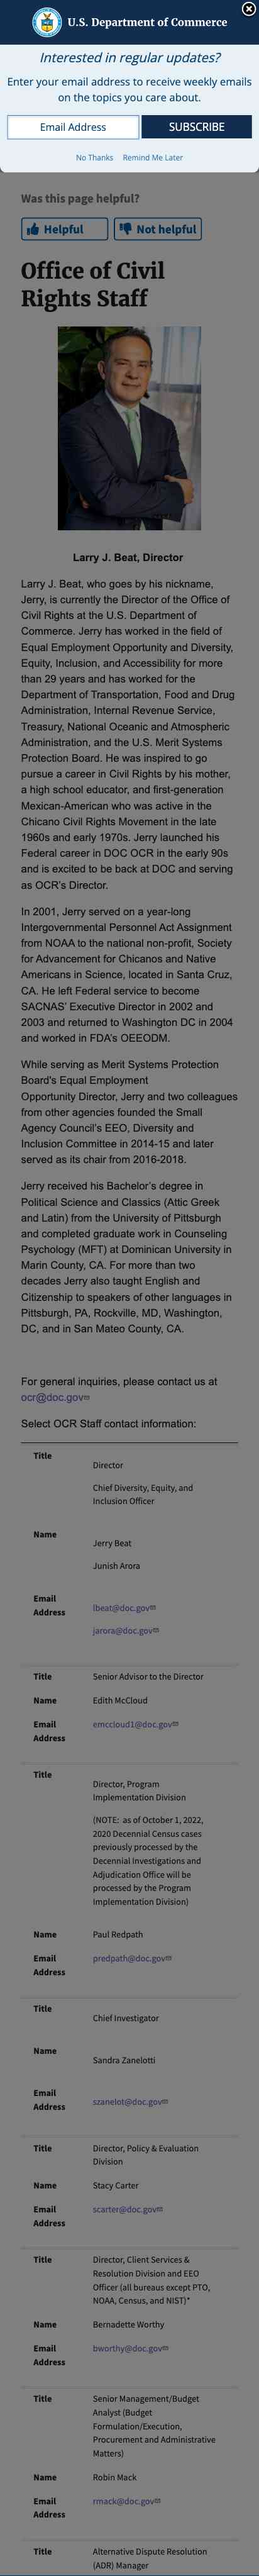 U.S. Department of Commerce
Interested in regular updates?
Enter your email address to receive weekly emails
on the topics you care about.
Email Address
SUBSCRIBE
No Thanks Remind Me Later
Was this page helpful?
Helpful
Not helpful
Office of Civil
Rights Staff
Larry J. Beat, Director
Larry J. Beat, who goes by his nickname,
Jerry, is currently the Director of the Office of
Civil Rights at the U.S. Department of
Commerce. Jerry has worked in the field of
Equal Employment Opportunity and Diversity,
Equity, Inclusion, and Accessibility for more
than 29 years and has worked for the
Department of Transportation, Food and Drug
Administration, Internal Revenue Service,
Treasury, National Oceanic and Atmospheric
Administration, and the U.S. Merit Systems
Protection Board. He was inspired to go
pursue a career in Civil Rights by his mother,
a high school educator, and first-generation
Mexican-American who was active in the
Chicano Civil Rights Movement in the late
1960s and early 1970s. Jerry launched his
Federal career in DOC OCR in the early 90s
and is excited to be back at DOC and serving
as OCR's Director.
In 2001, Jerry served on a year-long
Intergovernmental Personnel Act Assignment
from NOAA to the national non-profit, Society
for Advancement for Chicanos and Native
Americans in Science, located in Santa Cruz,
CA. He left Federal service to become
SACNAS' Executive Director in 2002 and
2003 and returned to Washington DC in 2004
and worked in FDA's OEEODM.
While serving as Merit Systems Protection
Board's Equal Employment
Opportunity Director, Jerry and two colleagues
from other agencies founded the Small
Agency Council's EEO, Diversity and
Inclusion Committee in 2014-15 and later
served as its chair from 2016-2018.
Jerry received his Bachelor's degree in
Political Science and Classics (Attic Greek
and Latin) from the University of Pittsburgh
and completed graduate work in Counseling
Psychology (MFT) at Dominican University in
Marin County, CA. For more than two
decades Jerry also taught English and
Citizenship to speakers of other languages in
Pittsburgh, PA, Rockville, MD, Washington,
DC, and in San Mateo County, CA.
For general inquiries, please contact us at
ocr@doc.gov
Select OCR Staff contact information:
Title
Director
Chief Diversity, Equity, and
Inclusion Officer
Name
Jerry Beat
Junish Arora
Email
Address
lbeat@doc.gov
jarora@doc.gov
Title Senior Advisor to the Director
Name Edith McCloud
Email emccloud1@doc.gov
Address
Title
Director, Program
Implementation Division
(NOTE: as of October 1, 2022,
2020 Decennial Census cases
previously processed by the
Decennial Investigations and
Adjudication Office will be
processed by the Program
Implementation Division)
Name Paul Redpath
Email predpath@doc.gov
Address
Title
Chief Investigator
Name
Sandra Zanelotti
Email
Address
szanelot@doc.gov
Title Director, Policy & Evaluation
Division
Name Stacy Carter
Email scarter@doc.gov
Address
Title Director, Client Services &
Resolution Division and EEO
Officer (all bureaus except PTO,
NOAA, Census, and NIST)*
Name Bernadette Worthy
Email bworthy@doc.gov
Address
Title Senior Management/Budget
Analyst (Budget
Formulation/Execution,
Procurement and Administrative
Matters)
Name Robin Mack
Email rmack@doc.gov
Address
Title Alternative Dispute Resolution
(ADR) Manager